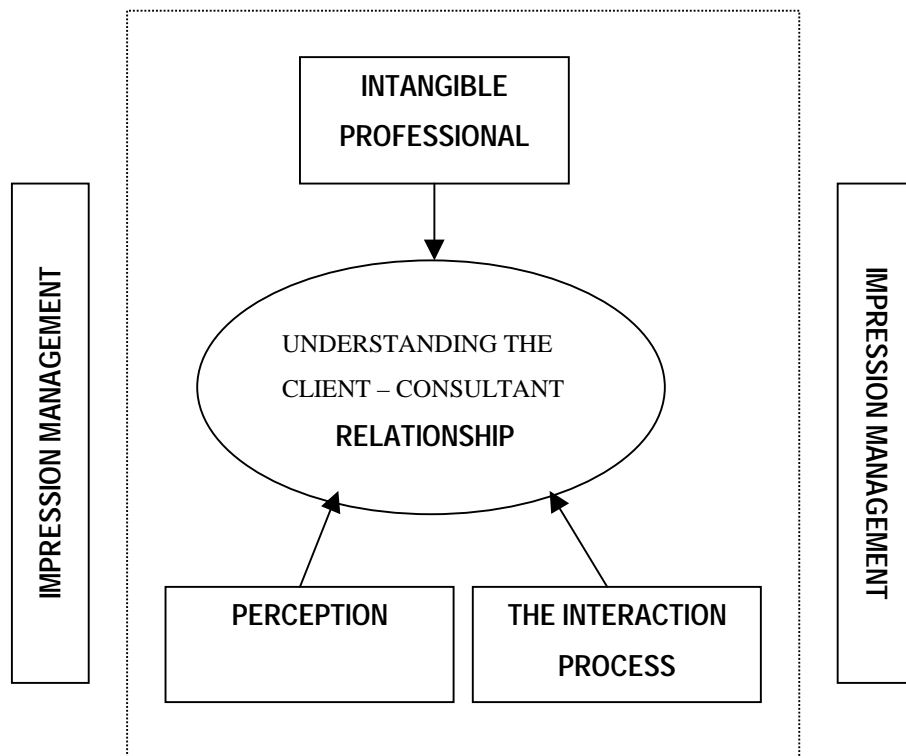 INTANGIBLE
PROFESSIONAL
IMPRESSION MANAGEMENT
UNDERSTANDING THE
CLIENT – CONSULTANT
RELATIONSHIP
IMPRESSION MANAGEMENT
PERCEPTION
THE INTERACTION
PROCESS